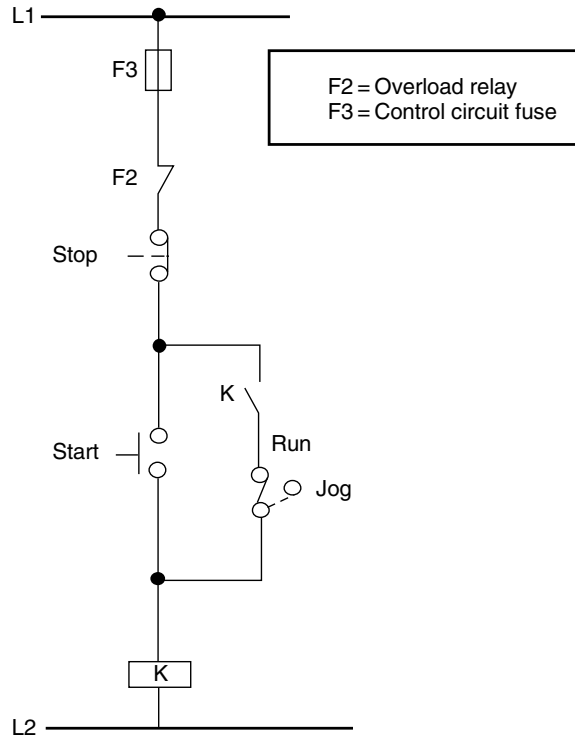 L1
F3
F2 = Overload relay
F3 = Control circuit fuse
F2
Stop
K
Start
Run
Jog
K
L2